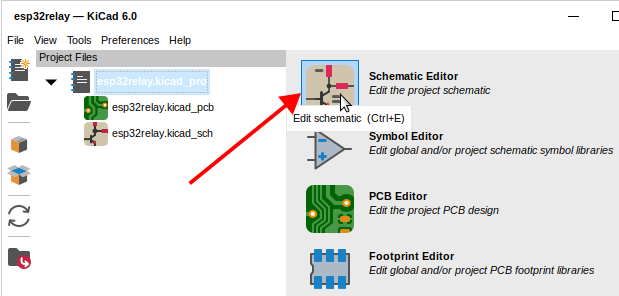 esp32relay — KiCad 6.0
File View Tools Preferences Help
Project Files
esp32relay.kicad_pro
esp32relay.kicad_pcb
esp32relay.kicad_sch
Schematic Editor
Edit the project schematic
Edit schematic (Ctrl+E)
Symbol Editor
Edit global and/or project schematic symbol libraries
PCB Editor
Edit the project PCB design
Footprint Editor
Edit global and/or project PCB footprint libraries